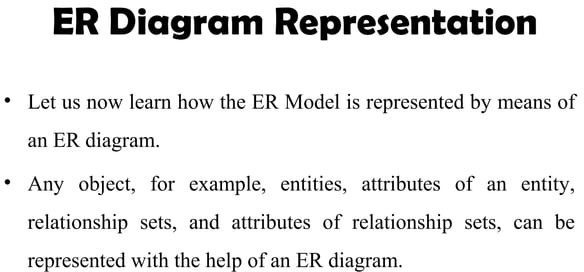 ER Diagram Representation
• Let us now learn how the ER Model is represented by means of
an ER diagram.
• Any object, for example, entities, attributes of an entity,
relationship sets, and attributes of relationship sets, can be
represented with the help of an ER diagram.